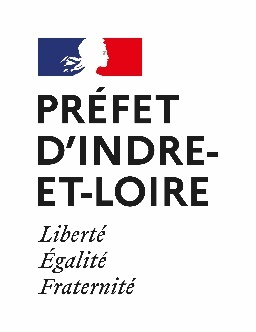 PRÉFET
D'INDRE-
ET-LOIRE
Liberté
Égalité
Fraternité